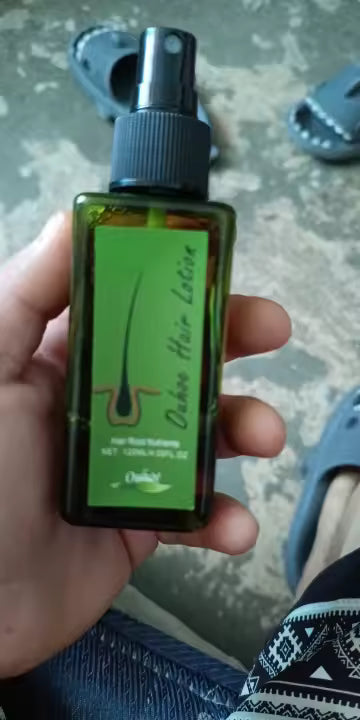 Ouhoe Hair Lotion
Hair Root Nutrients
NET 120ML/4.05FL.OZ
Ouhoe